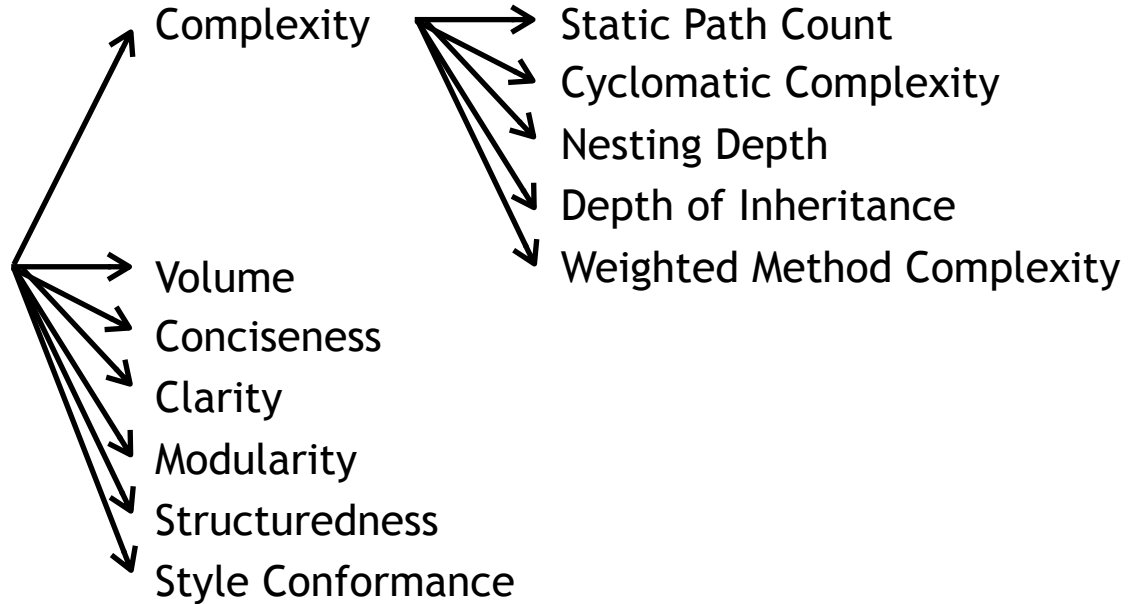 Complexity
Static Path Count
Cyclomatic Complexity
Nesting Depth
Depth of Inheritance
Weighted Method Complexity
Volume
Conciseness
Clarity
Modularity
Structuredness
Style Conformance